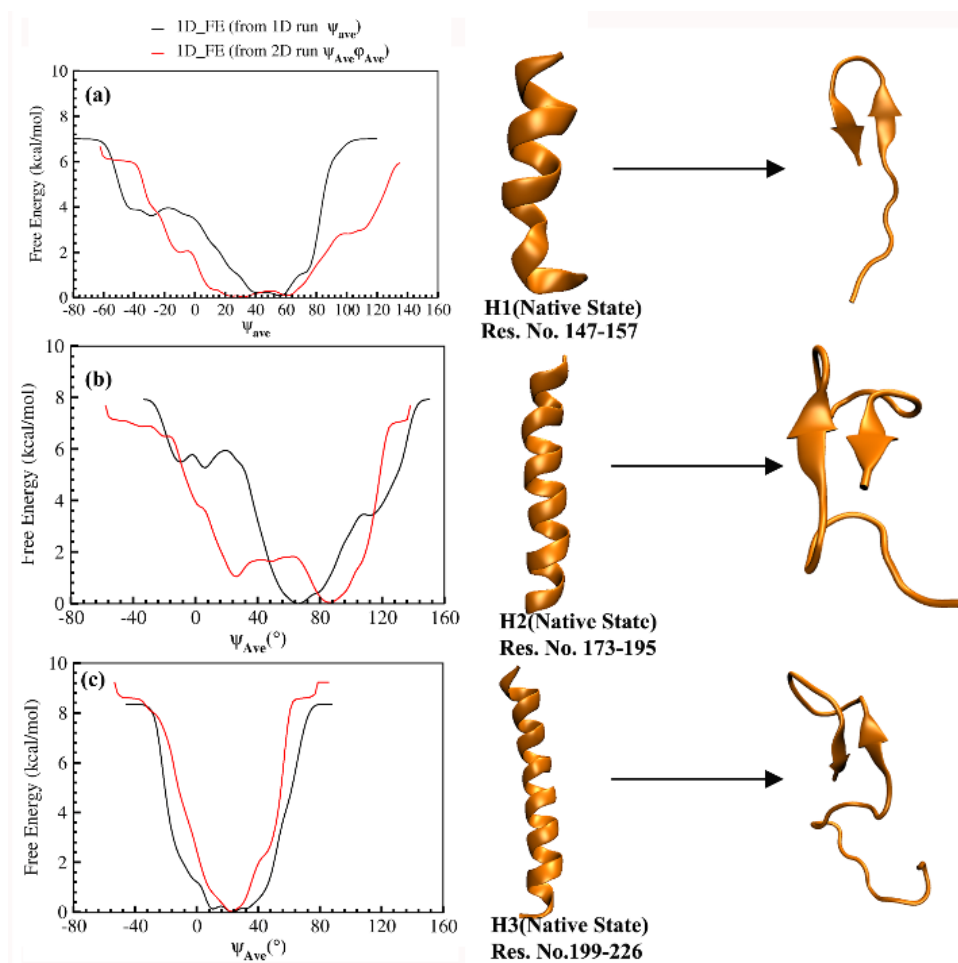 1D_FE (from 1D run ψave)
1D_FE (from 2D run ψAveφAve)
(a)
Free Energy (kcal/mol)
10
8
6
4
2
0
-80 -60 -40 -20 0 20 40 60 80 100 120 140 160
ψave
H1(Native State)
Res. No. 147-157
(b)
Free Energy (kcal/mol)
10
8
6
4
2
0
-80 -40 0 40 80 120 160
ψAve(°)
H2(Native State)
Res. No. 173-195
(c)
Free Energy (kcal/mol)
10
8
6
4
2
0
-80 -40 0 40 80 120 160
ψAve(°)
H3(Native State)
Res. No.199-226